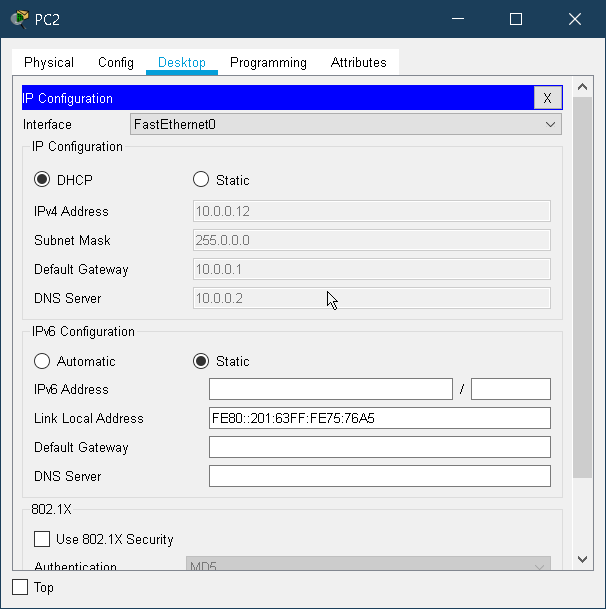 PC2
Physical Config Desktop Programming Attributes
IP Configuration X
Interface FastEthernet0
IP Configuration
DHCP Static
IPv4 Address 10.0.0.12
Subnet Mask 255.0.0.0
Default Gateway 10.0.0.1
DNS Server 10.0.0.2
IPv6 Configuration
Automatic Static
IPv6 Address /
Link Local Address FE80::201:63FF:FE75:76A5
Default Gateway
DNS Server
802.1X
Use 802.1X Security
Authentication MD5
Top